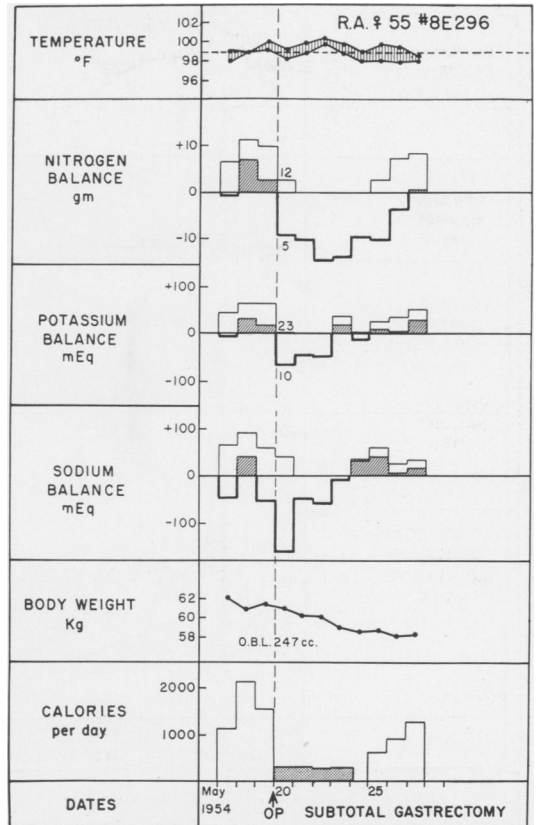 R.A. ♀ 55 #8E296
TEMPERATURE
°F
102
100
98
96
NITROGEN
BALANCE
gm
+10
0
-10
12
5
POTASSIUM
BALANCE
mEq
+100
0
-100
23
10
SODIUM
BALANCE
mEq
+100
0
-100
BODY WEIGHT
Kg
62
60
58
O.B.L. 247 cc.
CALORIES
per day
2000
1000
DATES
May
1954
20
25
OP
SUBTOTAL GASTRECTOMY